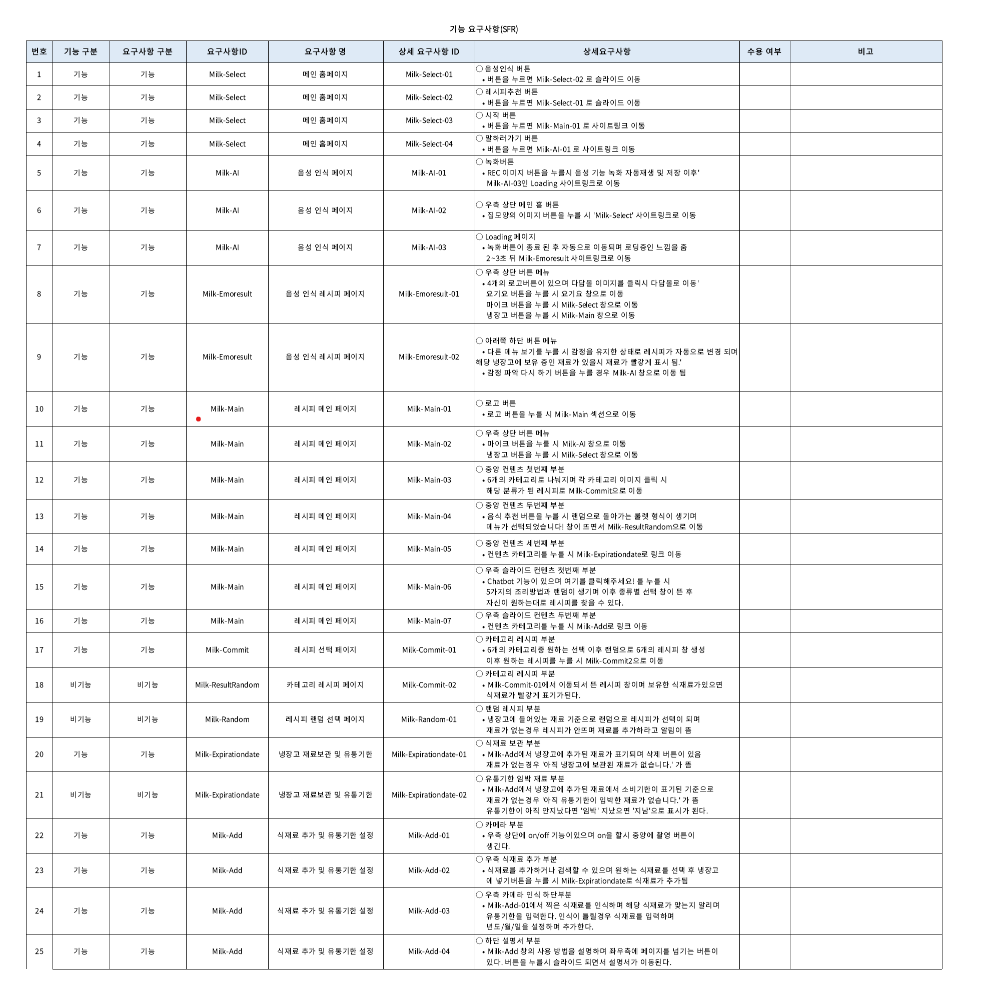 기능 요구사항(SFR)
번호 기능 구분 요구사항 구분 요구사항ID 요구사항 명 상세 요구사항 ID 상세요구사항 수용 여부 비고
1 기능 기능 Milk-Select 메인 홈페이지 Milk-Select-01 ○ 음성인식 버튼
• 버튼을 누르면 Milk-Select-02 로 슬라이드 이동
2 기능 기능 Milk-Select 메인 홈페이지 Milk-Select-02 ○ 레시피추천 버튼
• 버튼을 누르면 Milk-Select-01 로 슬라이드 이동
3 기능 기능 Milk-Select 메인 홈페이지 Milk-Select-03 ○ 시작 버튼
• 버튼을 누르면 Milk-Main-01 로 사이트링크 이동
4 기능 기능 Milk-Select 메인 홈페이지 Milk-Select-04 ○ 말하러가기 버튼
• 버튼을 누르면 Milk-AI-01 로 사이트링크 이동
5 기능 기능 Milk-AI 음성 인식 페이지 Milk-AI-01 ○ 녹화버튼
• REC 이미지 버튼을 누를시 음성 기능 녹화 자동재생 및 저장 이후'
Milk-AI-03인 Loading 사이트링크로 이동
6 기능 기능 Milk-AI 음성 인식 페이지 Milk-AI-02 ○ 우측 상단 메인 홈 버튼
• 집모양의 이미지 버튼을 누를 시 'Milk-Select' 사이트링크로 이동
7 기능 기능 Milk-AI 음성 인식 페이지 Milk-AI-03 ○ Loading 페이지
• 녹화버튼이 종료 된 후 자동으로 이동되며 로딩중인 느낌을 줌
2~3초 뒤 Milk-Emoresult 사이트링크로 이동
8 기능 기능 Milk-Emoresult 음성 인식 레시피 페이지 Milk-Emoresult-01 ○ 우측 상단 버튼 메뉴
• 4개의 로고버튼이 있으며 다담을 이미지를 클릭시 다담몰로 이동'
요기요 버튼을 누를 시 요기요 창으로 이동
마이크 버튼을 누를 시 Milk-Select 창으로 이동
냉장고 버튼을 누를 시 Milk-Main 창으로 이동
9 기능 기능 Milk-Emoresult 음성 인식 레시피 페이지 Milk-Emoresult-02 ○ 아래쪽 하단 버튼 메뉴
• 다른 메뉴 보기를 누를 시 감정을 유지한 상태로 레시피가 자동으로 변경 되며
해당 냉장고에 보유 중인 재료가 있을시 재료가 빨갛게 표시 됨.'
• 감정 파악 다시 하기 버튼을 누를 경우 Milk-AI 창으로 이동 됨
10 기능 기능 Milk-Main 레시피 메인 페이지 Milk-Main-01 ○ 로고 버튼
• 로고 버튼을 누를 시 Milk-Main 섹션으로 이동
11 기능 기능 Milk-Main 레시피 메인 페이지 Milk-Main-02 ○ 우측 상단 버튼 메뉴
• 마이크 버튼을 누를 시 Milk-AI 창으로 이동
냉장고 버튼을 누를 시 Milk-Select 창으로 이동
12 기능 기능 Milk-Main 레시피 메인 페이지 Milk-Main-03 ○ 중앙 컨텐츠 첫번째 부분
• 6개의 카테고리로 나눠지며 각 카테고리 이미지 클릭 시
해당 분류가 된 레시피로 Milk-Commit으로 이동
13 기능 기능 Milk-Main 레시피 메인 페이지 Milk-Main-04 ○ 중앙 컨텐츠 두번째 부분
• 음식 추천 버튼을 누를 시 랜덤으로 돌아가는 룰렛 형식이 생기며
메뉴가 선택되었습니다! 창이 뜨면서 Milk-ResultRandom으로 이동
14 기능 기능 Milk-Main 레시피 메인 페이지 Milk-Main-05 ○ 중앙 컨텐츠 세번째 부분
• 컨텐츠 카테고리를 누를 시 Milk-Expirationdate로 링크 이동
15 기능 기능 Milk-Main 레시피 메인 페이지 Milk-Main-06 ○ 우측 슬라이드 컨텐츠 첫번째 부분
• Chatbot 기능이 있으며 여기를 클릭해주세요! 를 누를 시
5가지의 조리방법과 랜덤이 생기며 이후 종류별 선택 창이 뜬 후
자신이 원하는대로 레시피를 찾을 수 있다.
16 기능 기능 Milk-Main 레시피 메인 페이지 Milk-Main-07 ○ 우측 슬라이드 컨텐츠 두번째 부분
• 컨텐츠 카테고리를 누를 시 Milk-Add로 링크 이동
17 기능 기능 Milk-Commit 레시피 선택 페이지 Milk-Commit-01 ○ 카테고리 레시피 부분
• 6개의 카테고리중 원하는 선택 이후 랜덤으로 6개의 레시피 창 생성
이후 원하는 레시피를 누를 시 Milk-Commit2으로 이동
18 비기능 비기능 Milk-ResultRandom 카테고리 레시피 페이지 Milk-Commit-02 ○ 카테고리 레시피 부분
• Milk-Commit-01에서 이동되서 뜬 레시피 창이며 보유한 식재료가있으면
식재료가 빨갛게 표기가된다.
19 비기능 비기능 Milk-Random 레시피 랜덤 선택 페이지 Milk-Random-01 ○ 랜덤 레시피 부분
• 냉장고에 들어있는 재료 기준으로 랜덤으로 레시피가 선택이 되며
재료가 없는경우 레시피가 안뜨며 재료를 추가하라고 알림이 뜸
20 기능 기능 Milk-Expirationdate 냉장고 재료보관 및 유통기한 Milk-Expirationdate-01 ○ 식재료 보관 부분
• Milk-Add에서 냉장고에 추가된 재료가 표기되며 삭제 버튼이 있음
재료가 없는경우 '아직 냉장고에 보관된 재료가 없습니다.' 가 뜸
21 비기능 비기능 Milk-Expirationdate 냉장고 재료보관 및 유통기한 Milk-Expirationdate-02 ○ 유통기한 임박 재료 부분
• Milk-Add에서 냉장고에 추가된 재료에서 소비기한이 표기된 기준으로
재료가 없는경우 '아직 유통기한이 임박한 재료가 없습니다.' 가 뜸
유통기한이 아직 안지났다면 '임박' 지났으면 '지남'으로 표시가 된다.
22 기능 기능 Milk-Add 식재료 추가 및 유통기한 설정 Milk-Add-01 ○ 카메라 부분
• 우측 상단에 on/off 기능이있으며 on을 할시 중앙에 촬영 버튼이
생긴다.
23 기능 기능 Milk-Add 식재료 추가 및 유통기한 설정 Milk-Add-02 ○ 우측 식재료 추가 부분
• 식재료를 추가하거나 검색할 수 있으며 원하는 식재료를 선택 후 냉장고
에 넣기버튼을 누를 시 Milk-Expirationdate로 식재료가 추가됨
24 기능 기능 Milk-Add 식재료 추가 및 유통기한 설정 Milk-Add-03 ○ 우측 카메라 인식 하단부분
• Milk-Add-01에서 찍은 식재료를 인식하며 해당 식재료가 맞는지 알리며
유통기한을 입력한다. 인식이 틀릴경우 식재료를 입력하며
년도/월/일을 설정하며 추가한다.
25 기능 기능 Milk-Add 식재료 추가 및 유통기한 설정 Milk-Add-04 ○ 하단 설명서 부분
• Milk-Add 창의 사용 방법을 설명하며 좌우측에 페이지를 넘기는 버튼이
있다. 버튼을 누를시 슬라이드 되면서 설명서가 이동된다.